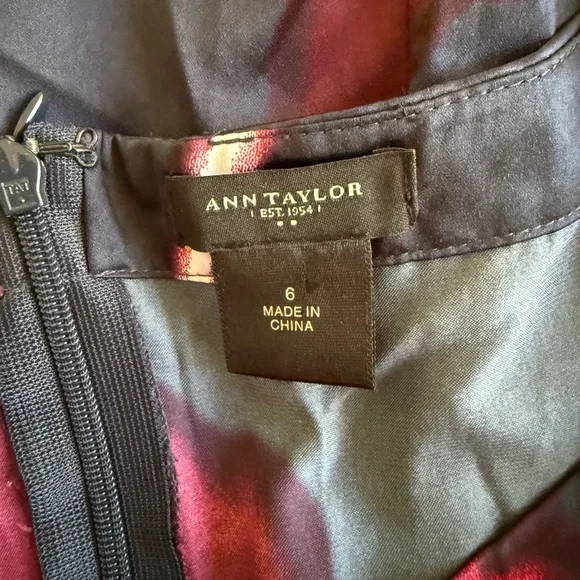 ANN TAYLOR
EST. 1954
6
MADE IN
CHINA